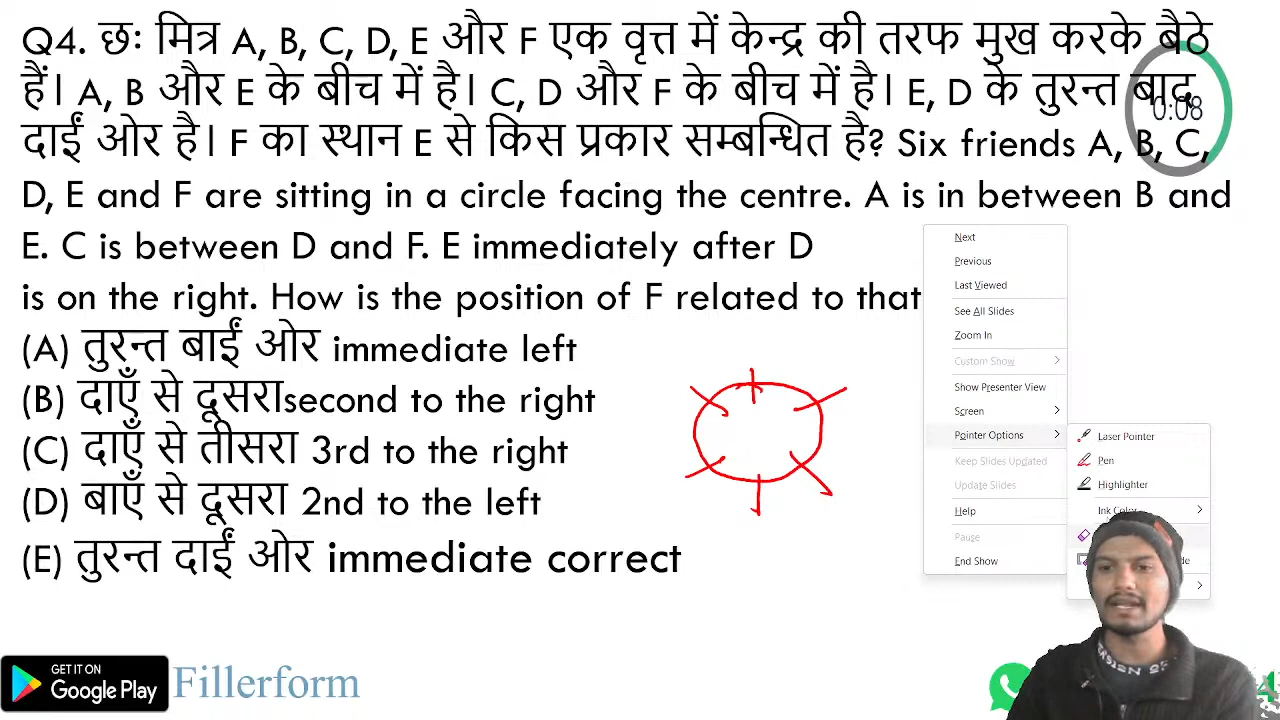 Q4. छः मित्र A, B, C, D, E और F एक वृत्त में केन्द्र की तरफ मुख करके बैठे
हैं। A, B और E के बीच में है। C, D और F के बीच में है। E, D के तुरन्त बाद
0:08
दाईं ओर है। F का स्थान E से किस प्रकार सम्बन्धित है? Six friends A, B, C,
D, E and F are sitting in a circle facing the centre. A is in between B and
E. C is between D and F. E immediately after D
is on the right. How is the position of F related to that
(A) तुरन्त बाईं ओर immediate left
(B) दाएँ से दूसराsecond to the right
(C) दाएँ से तीसरा 3rd to the right
(D) बाएँ से दूसरा 2nd to the left
(E) तुरन्त दाईं ओर immediate correct
Next
Previous
Last Viewed
See All Slides
Zoom In
Custom Show
Show Presenter View
Screen
Pointer Options
Keep Slides Updated
Update Slides
Help
Pause
End Show
Laser Pointer
Pen
Highlighter
Ink Color
GET IT ON
Google Play
Fillerform